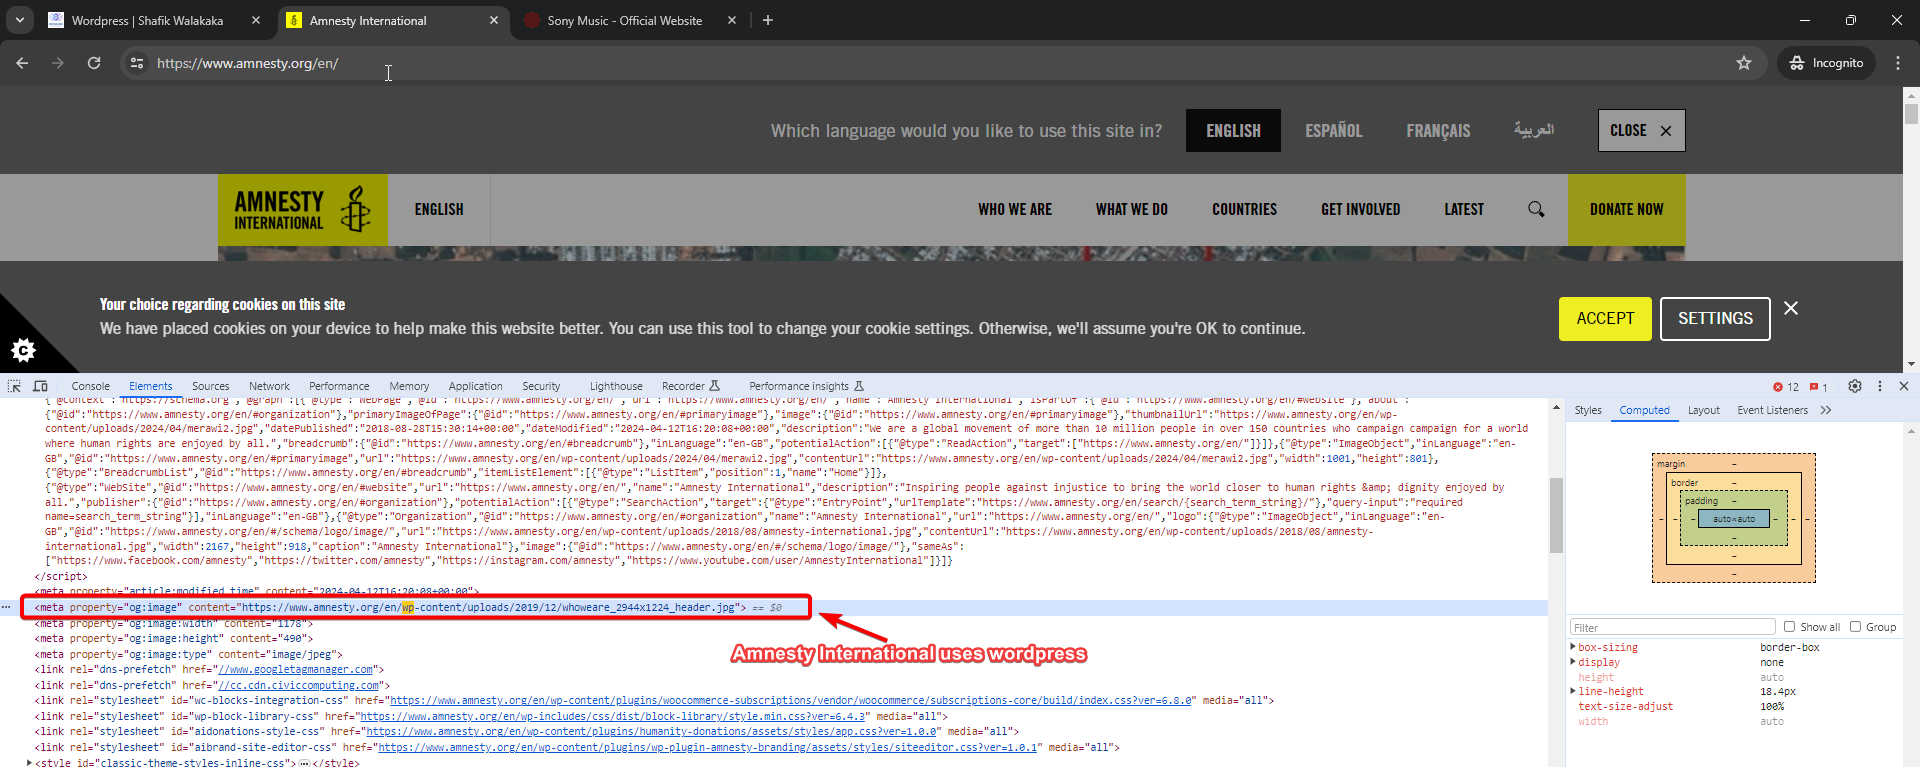 Wordpress | Shafik Walakaka
Amnesty International
Sony Music - Official Website
https://www.amnesty.org/en/
Incognito
Which language would you like to use this site in?
ENGLISH
ESPAÑOL
FRANÇAIS
العربية
CLOSE
AMNESTY
INTERNATIONAL
ENGLISH
WHO WE ARE
WHAT WE DO
COUNTRIES
GET INVOLVED
LATEST
DONATE NOW
Your choice regarding cookies on this site
We have placed cookies on your device to help make this website better. You can use this tool to change your cookie settings. Otherwise, we'll assume you're OK to continue.
ACCEPT
SETTINGS
C
Console Elements Sources Network Performance Memory Application Security Lighthouse Recorder Performance insights
12 1
{"@context":"https://schema.org","@graph":[{"@type":"WebPage","@id":"https://www.amnesty.org/en/","url":"https://www.amnesty.org/en/","name":"Amnesty International","isPartOf":{"@id":"https://www.amnesty.org/en/#website"},"about":
{"@id":"https://www.amnesty.org/en/#organization"},"primaryImageOfPage":{"@id":"https://www.amnesty.org/en/#primaryimage"},"image":{"@id":"https://www.amnesty.org/en/#primaryimage"},"thumbnailUrl":"https://www.amnesty.org/en/wp-
content/uploads/2024/04/merawi2.jpg","datePublished":"2018-08-28T15:30:14+00:00","dateModified":"2024-04-12T16:20:08+00:00","description":"We are a global movement of more than 10 million people in over 150 countries who campaign campaign for a world
where human rights are enjoyed by all.","breadcrumb":{"@id":"https://www.amnesty.org/en/#breadcrumb"},"inLanguage":"en-GB","potentialAction":[{"@type":"ReadAction","target":["https://www.amnesty.org/en/"]}]},{"@type":"ImageObject","inLanguage":"en-
GB","@id":"https://www.amnesty.org/en/#primaryimage","url":"https://www.amnesty.org/en/wp-content/uploads/2024/04/merawi2.jpg","contentUrl":"https://www.amnesty.org/en/wp-content/uploads/2024/04/merawi2.jpg","width":1001,"height":801},
{"@type":"BreadcrumbList","@id":"https://www.amnesty.org/en/#breadcrumb","itemListElement":[{"@type":"ListItem","position":1,"name":"Home"}]},
{"@type":"WebSite","@id":"https://www.amnesty.org/en/#website","url":"https://www.amnesty.org/en/","name":"Amnesty International","description":"Inspiring people against injustice to bring the world closer to human rights &amp; dignity enjoyed by
all.","publisher":{"@id":"https://www.amnesty.org/en/#organization"},"potentialAction":[{"@type":"SearchAction","target":{"@type":"EntryPoint","urlTemplate":"https://www.amnesty.org/en/search/{search_term_string}/"},"query-input":"required
name=search_term_string"}],"inLanguage":"en-GB"},{"@type":"Organization","@id":"https://www.amnesty.org/en/#organization","name":"Amnesty International","url":"https://www.amnesty.org/en/","logo":{"@type":"ImageObject","inLanguage":"en-
GB","@id":"https://www.amnesty.org/en/#/schema/logo/image/","url":"https://www.amnesty.org/en/wp-content/uploads/2018/08/amnesty-international.jpg","contentUrl":"https://www.amnesty.org/en/wp-content/uploads/2018/08/amnesty-
international.jpg","width":2167,"height":918,"caption":"Amnesty International"},"image":{"@id":"https://www.amnesty.org/en/#/schema/logo/image/"},"sameAs":
["https://www.facebook.com/amnesty","https://twitter.com/amnesty","https://instagram.com/amnesty","https://www.youtube.com/user/AmnestyInternational"]}]}
</script>
<meta property="article:modified_time" content="2024-04-12T16:20:08+00:00">
<meta property="og:image" content="https://www.amnesty.org/en/wp-content/uploads/2019/12/whoweare_2944x1224_header.jpg"> == $0
<meta property="og:image:width" content="1178">
<meta property="og:image:height" content="490">
<meta property="og:image:type" content="image/jpeg">
<link rel="dns-prefetch" href="//www.googletagmanager.com">
<link rel="dns-prefetch" href="//cc.cdn.civiccomputing.com">
<link rel="stylesheet" id="wc-blocks-integration-css" href="https://www.amnesty.org/en/wp-content/plugins/woocommerce-subscriptions/vendor/woocommerce/subscriptions-core/build/index.css?ver=6.8.0" media="all">
<link rel="stylesheet" id="wp-block-library-css" href="https://www.amnesty.org/en/wp-includes/css/dist/block-library/style.min.css?ver=6.4.3" media="all">
<link rel="stylesheet" id="aidonations-style-css" href="https://www.amnesty.org/en/wp-content/plugins/humanity-donations/assets/styles/app.css?ver=1.0.0" media="all">
<link rel="stylesheet" id="aibrand-site-editor-css" href="https://www.amnesty.org/en/wp-content/plugins/wp-plugin-amnesty-branding/assets/styles/siteeditor.css?ver=1.0.1" media="all">
<style id="classic-theme-styles-inline-css">…</style>
Amnesty International uses wordpress
Styles Computed Layout Event Listeners
margin
border
padding
auto×auto
Filter
Show all
Group
box-sizing border-box
display none
height auto
line-height 18.4px
text-size-adjust 100%
width auto